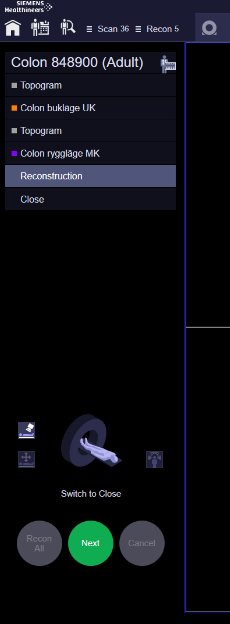 SIEMENS
Healthineers
Scan 36
Recon 5
Colon 848900 (Adult)
Topogram
Colon buklage UK
Topogram
Colon ryggläge MK
Reconstruction
Close
Switch to Close
Recon
All
Next
Cancel